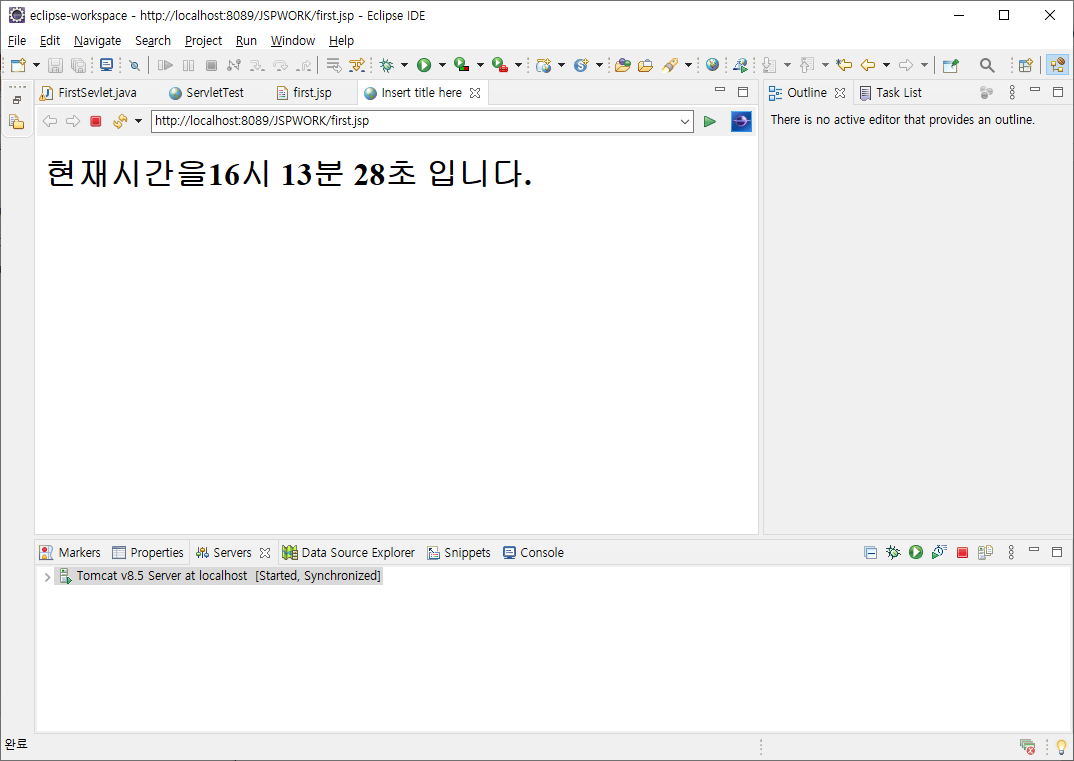 eclipse-workspace - http://localhost:8089/JSPWORK/first.jsp - Eclipse IDE
File Edit Navigate Search Project Run Window Help
FirstSevlet.java ServletTest first.jsp Insert title here
Outline Task List
http://localhost:8089/JSPWORK/first.jsp
There is no active editor that provides an outline.
현재시간을16시 13분 28초 입니다.
Markers Properties Servers Data Source Explorer Snippets Console
Tomcat v8.5 Server at localhost [Started, Synchronized]
완료